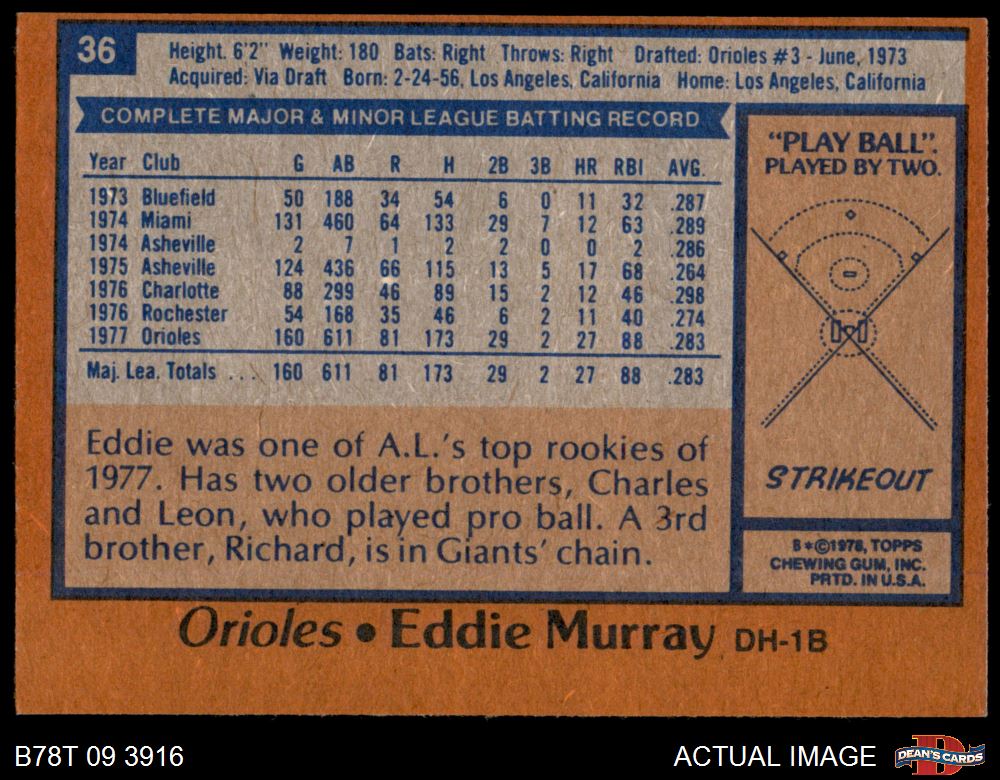 36
Height. 6'2" Weight: 180 Bats: Right Throws: Right Drafted: Orioles #3 - June, 1973
Acquired: Via Draft Born: 2-24-56, Los Angeles, California Home: Los Angeles, California
COMPLETE MAJOR & MINOR LEAGUE BATTING RECORD
Year Club G AB R H 2B 3B HR RBI AVG.
1973 Bluefield 50 188 34 54 6 0 11 32 .287
1974 Miami 131 460 64 133 29 7 12 63 .289
1974 Asheville 2 7 1 2 2 0 0 2 .286
1975 Asheville 124 436 66 115 13 5 17 68 .264
1976 Charlotte 88 299 46 89 15 2 12 46 .298
1976 Rochester 54 168 35 46 6 2 11 40 .274
1977 Orioles 160 611 81 173 29 2 27 88 .283
Maj. Lea. Totals ... 160 611 81 173 29 2 27 88 .283
Eddie was one of A.L.'s top rookies of
1977. Has two older brothers, Charles
and Leon, who played pro ball. A 3rd
brother, Richard, is in Giants' chain.
"PLAY BALL".
PLAYED BY TWO.
STRIKEOUT
B*©1978, TOPPS
CHEWING GUM, INC.
PRTD. IN U.S.A.
Orioles • Eddie Murray DH-1B
B78T 09 3916
ACTUAL IMAGE
DEAN'S CARDS